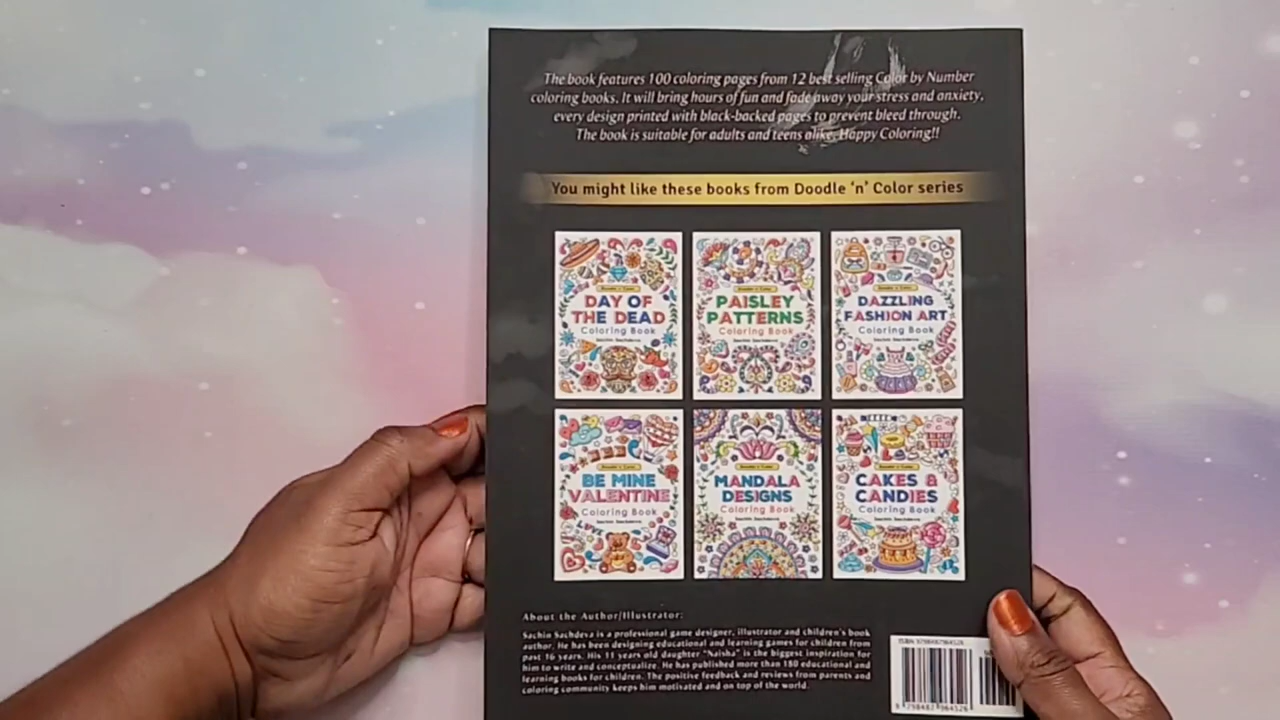 The book features 100 coloring pages from 12 best selling Color by Number
coloring books. It will bring hours of fun and fade away your stress and anxiety,
every design printed with black-backed pages to prevent bleed through.
The book is suitable for adults and teens alike. Happy Coloring!!
You might like these books from Doodle 'n' Color series
DAY OF
THE DEAD
Coloring Book
PAISLEY
PATTERNS
Coloring Book
DAZZLING
FASHION ART
Coloring Book
BE MINE
VALENTINE
Coloring Book
LOVE
MANDALA
DESIGNS
Coloring Book
CAKES &
CANDIES
Coloring Book
About the Author/Illustrator:
Sachin Sachdeva is a professional game designer, illustrator and children's book
author. He has been designing educational and learning games for children from
past 16 years. His 11 years old daughter "Naisha" is the biggest inspiration for
him to write and conceptualize. He has published more than 180 educational and
learning books for children. The positive feedback and reviews from parents and
coloring community keeps him motivated and on top of the world.
ISBN 9798487964526
9 798487 964526